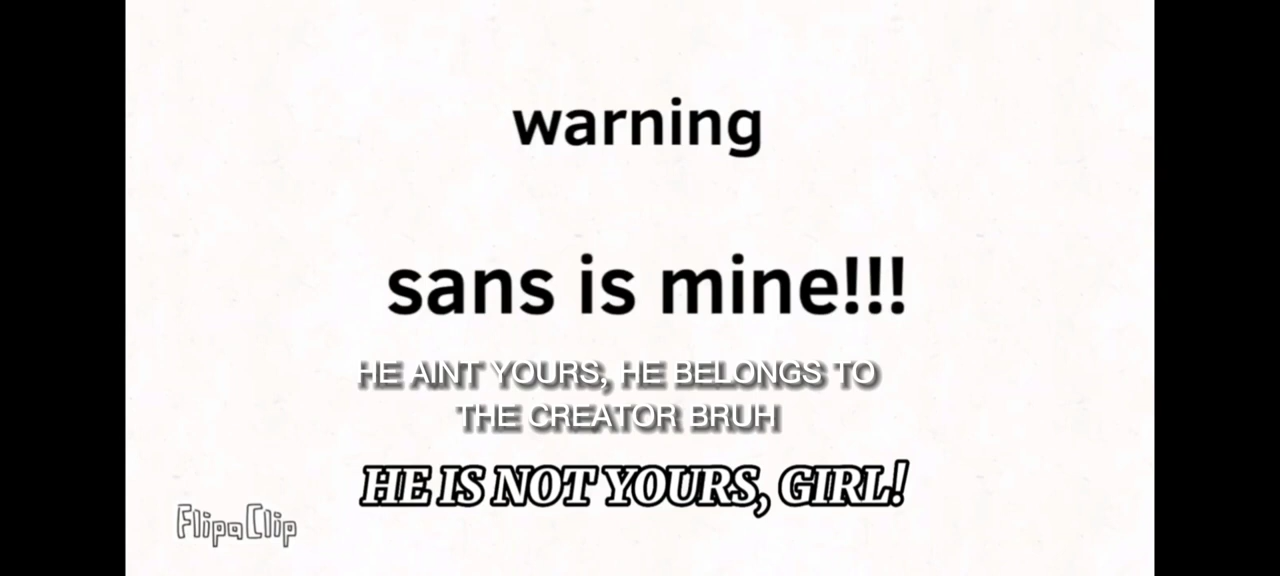 warning
sans is mine!!!
HE AINT YOURS, HE BELONGS TO
THE CREATOR BRUH
HE IS NOT YOURS, GIRL!
FlipaClip